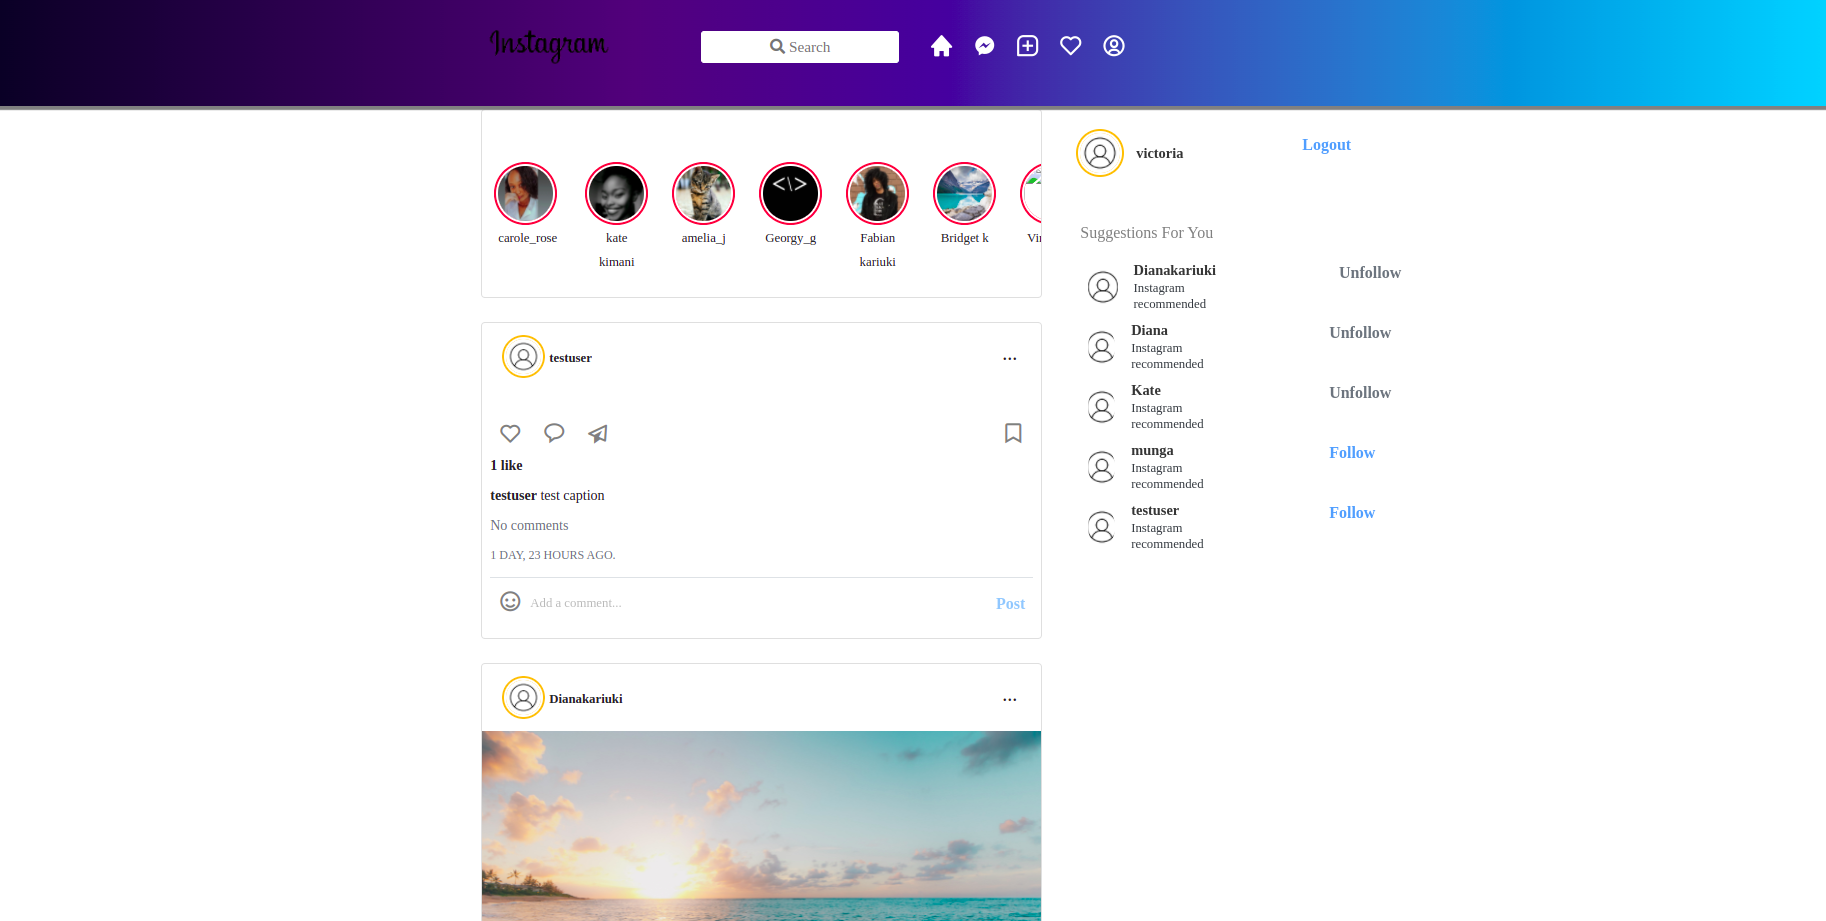 Instagram
Search
carole_rose
kate
kimani
amelia_j
<\>
Georgy_g
Fabian
kariuki
Bridget k
victoria
Logout
Suggestions For You
Dianakariuki
Instagram
recommended
Unfollow
Diana
Instagram
recommended
Unfollow
Kate
Instagram
recommended
Unfollow
munga
Instagram
recommended
Follow
testuser
Instagram
recommended
Follow
testuser
...
1 like
testuser test caption
No comments
1 DAY, 23 HOURS AGO.
Add a comment...
Post
Dianakariuki
...